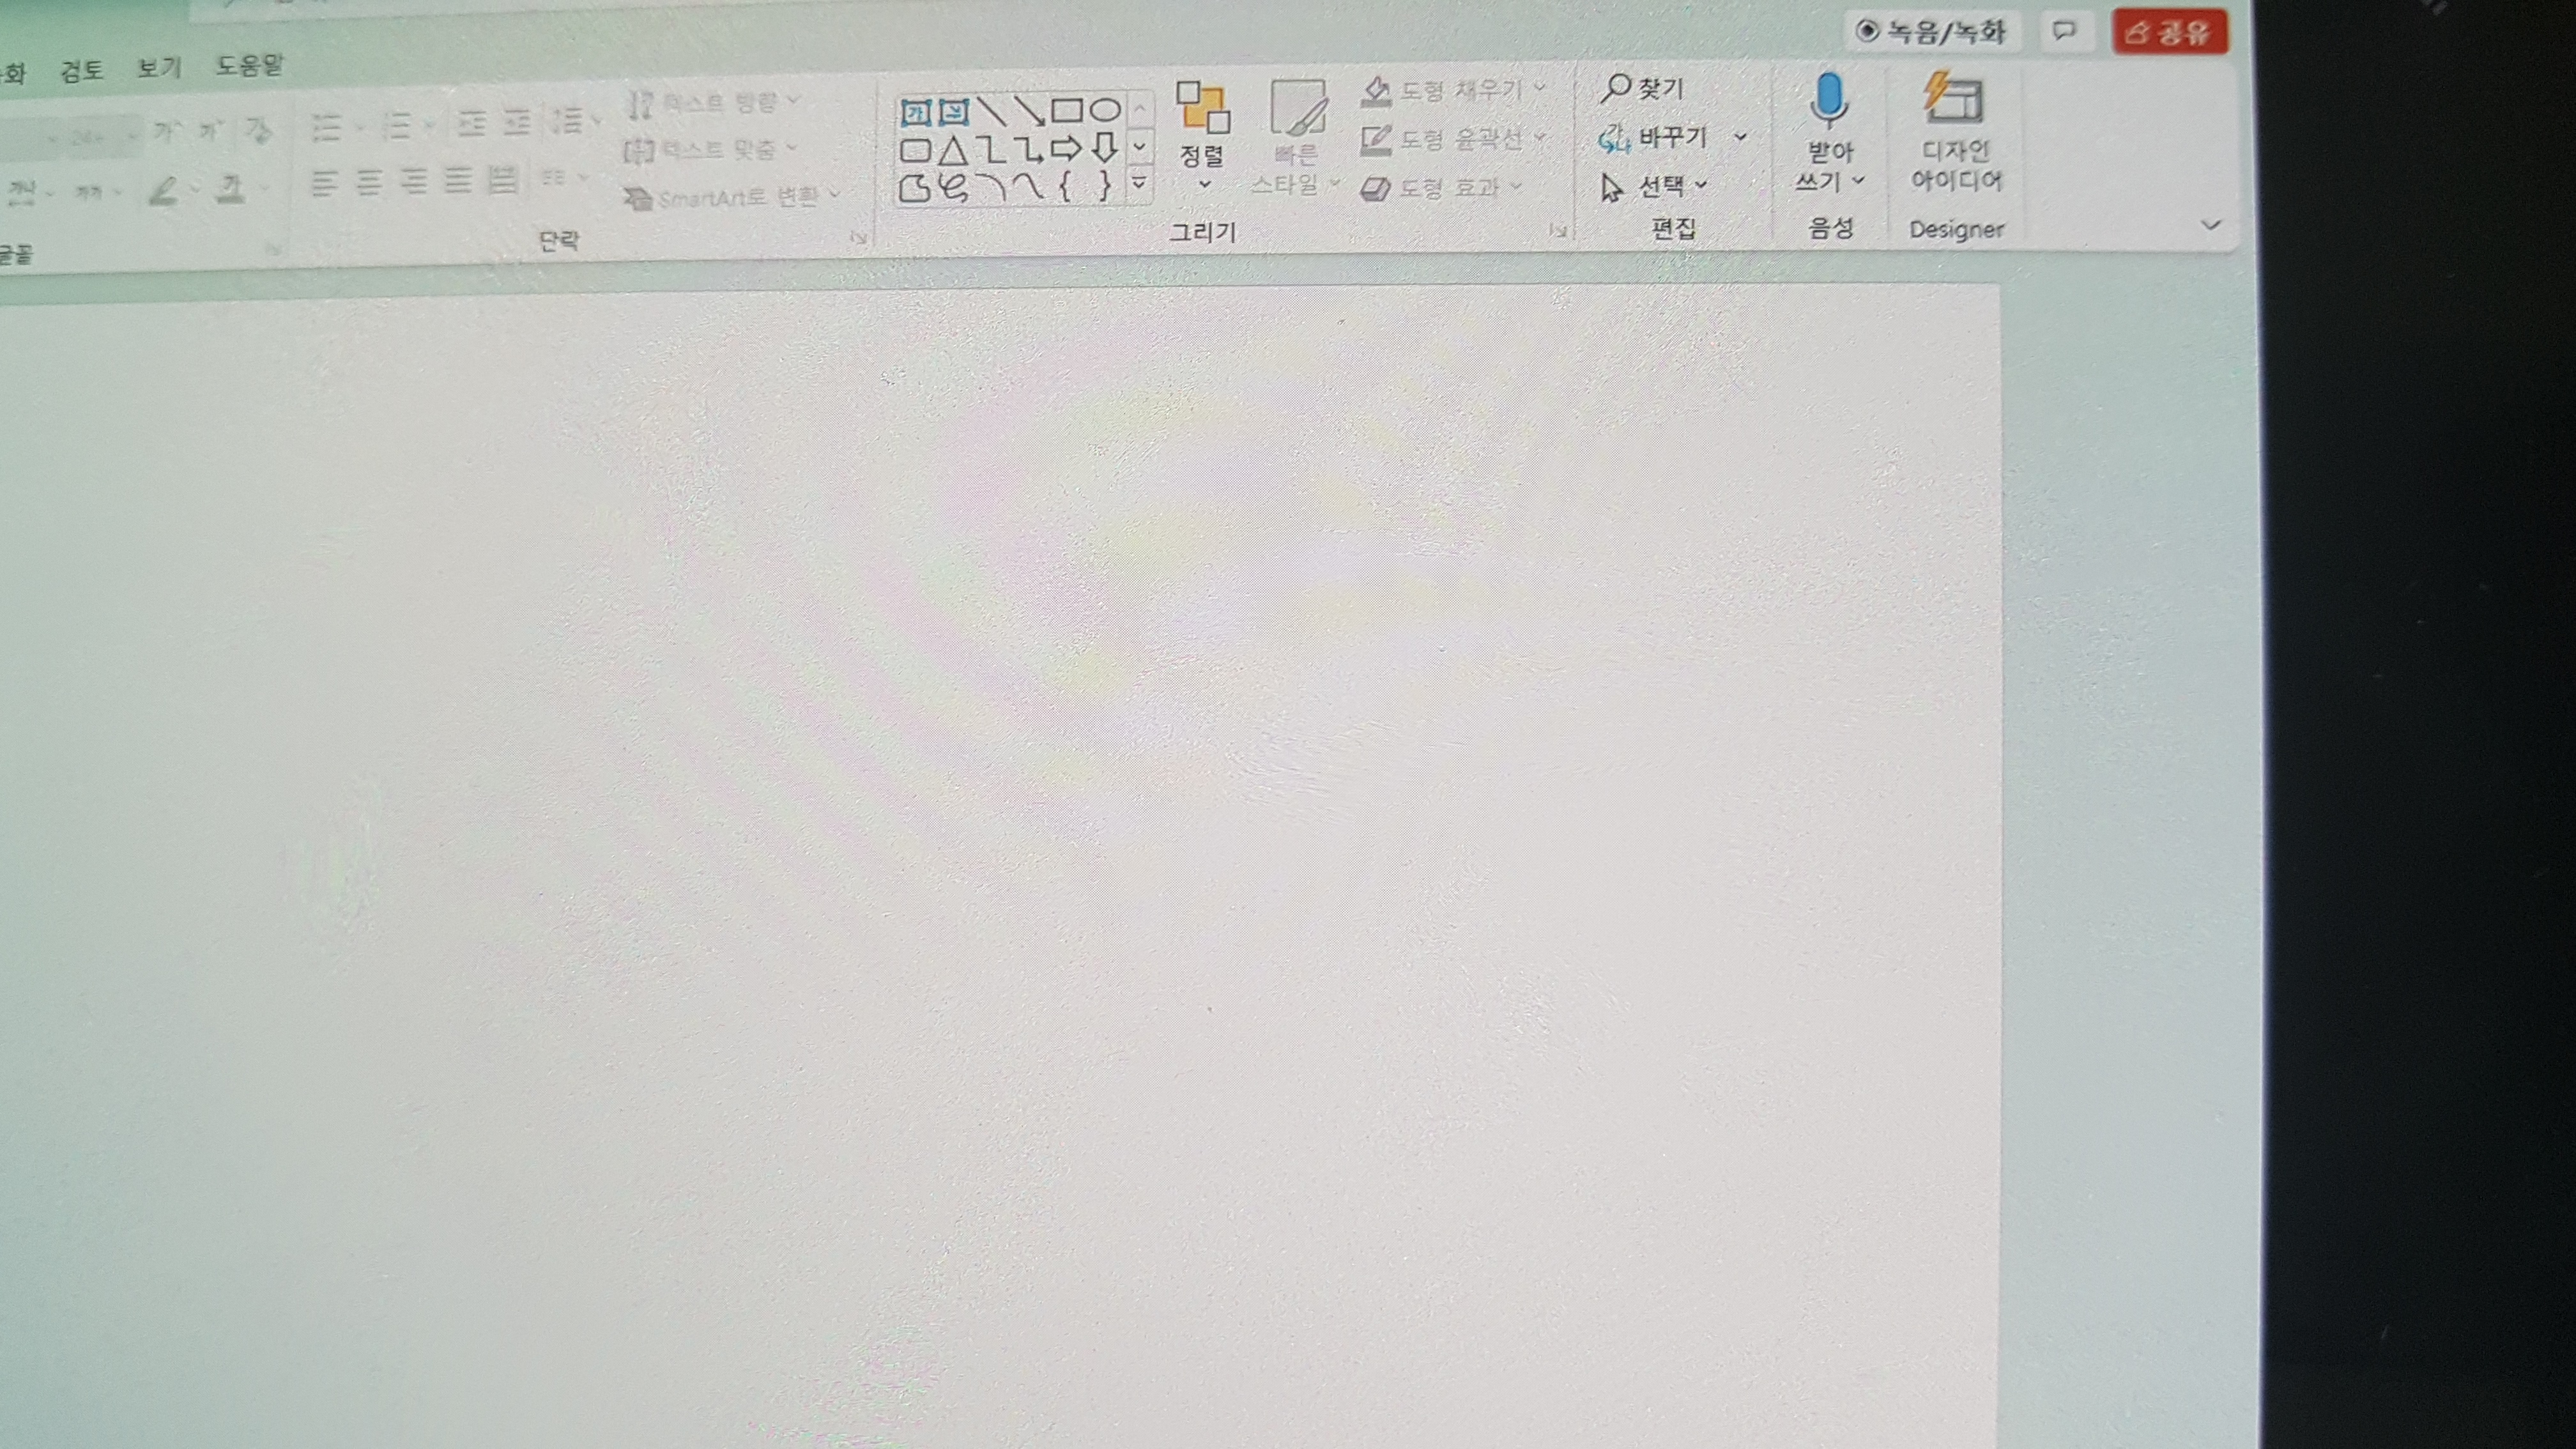 녹음/녹화 공유
화 검토 보기 도움말
텍스트 방향 도형 채우기 찾기
텍스트 맞춤 정렬 빠른 스타일 도형 윤곽선 바꾸기 받아 쓰기 디자인 아이디어
SmartArt로 변환 도형 효과 선택
글꼴 단락 그리기 편집 음성 Designer